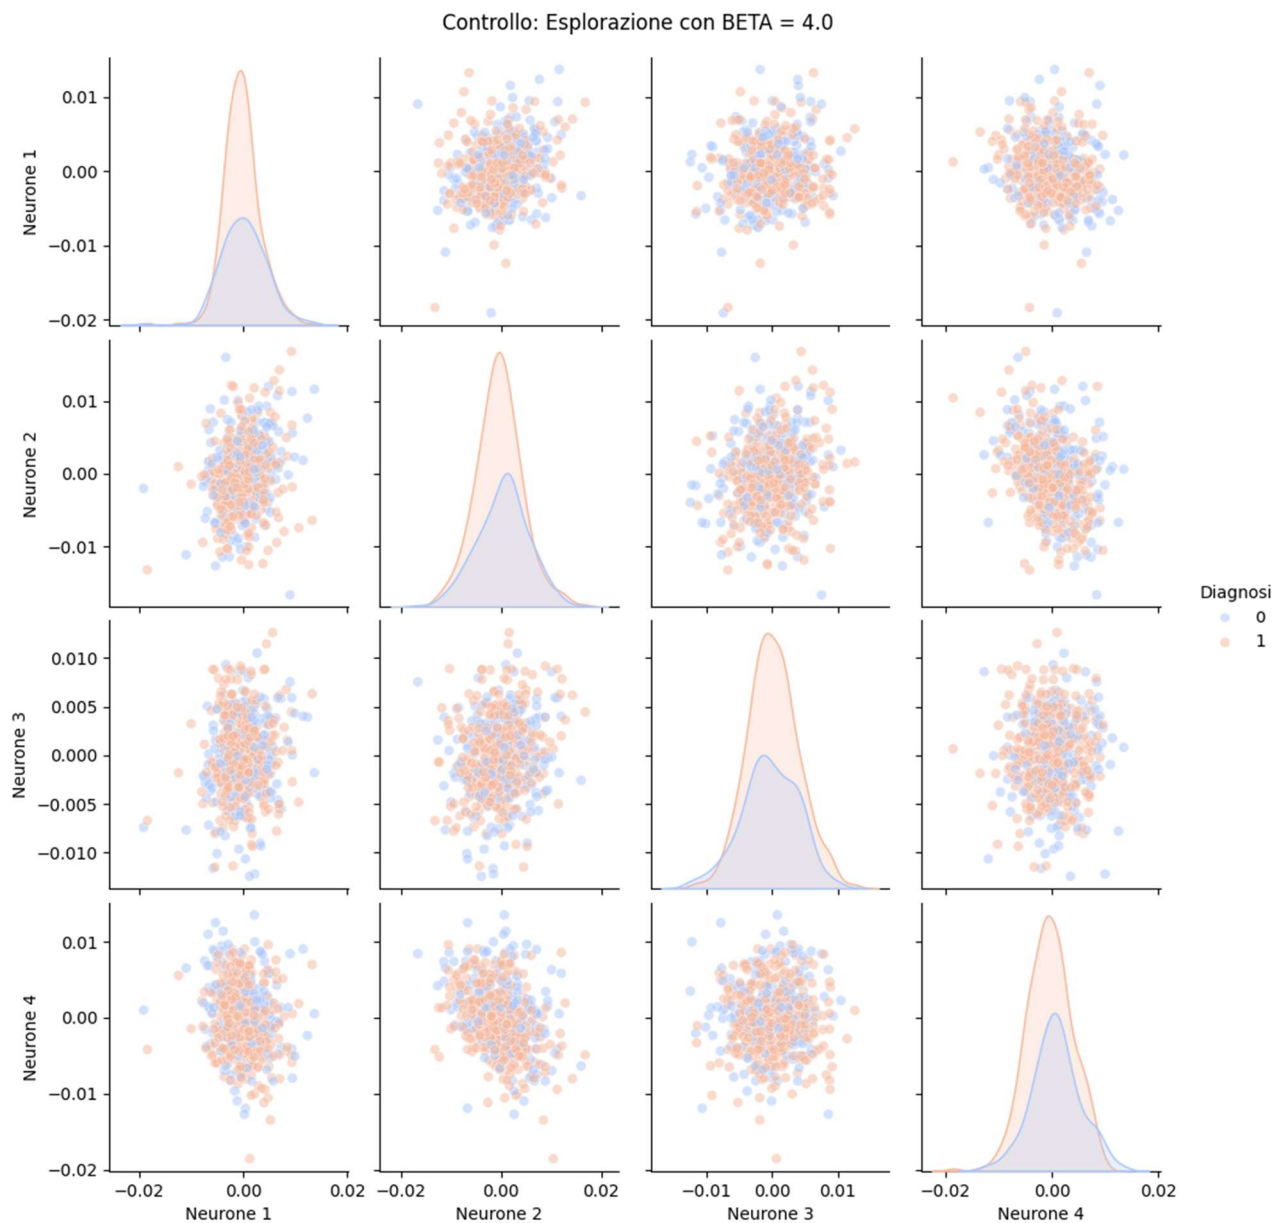 Controllo: Esplorazione con BETA = 4.0
0.01
0.00
−0.01
−0.02
Neurone 1
0.01
0.00
−0.01
Neurone 2
Diagnosi
0
1
0.010
0.005
0.000
−0.005
−0.010
Neurone 3
0.01
0.00
−0.01
−0.02
Neurone 4
−0.02 0.00 0.02 −0.02 0.00 0.02 −0.01 0.00 0.01 −0.02 0.00 0.02
Neurone 1 Neurone 2 Neurone 3 Neurone 4